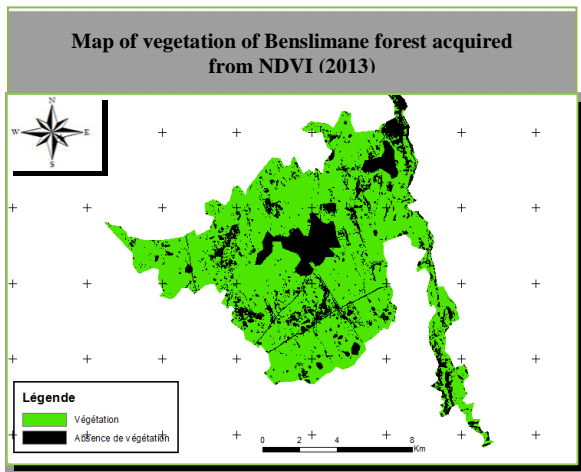 Map of vegetation of Benslimane forest acquired
from NDVI (2013)
N
W E
S
Légende
Végétation
Absence de végétation
0 2 4 8
Km